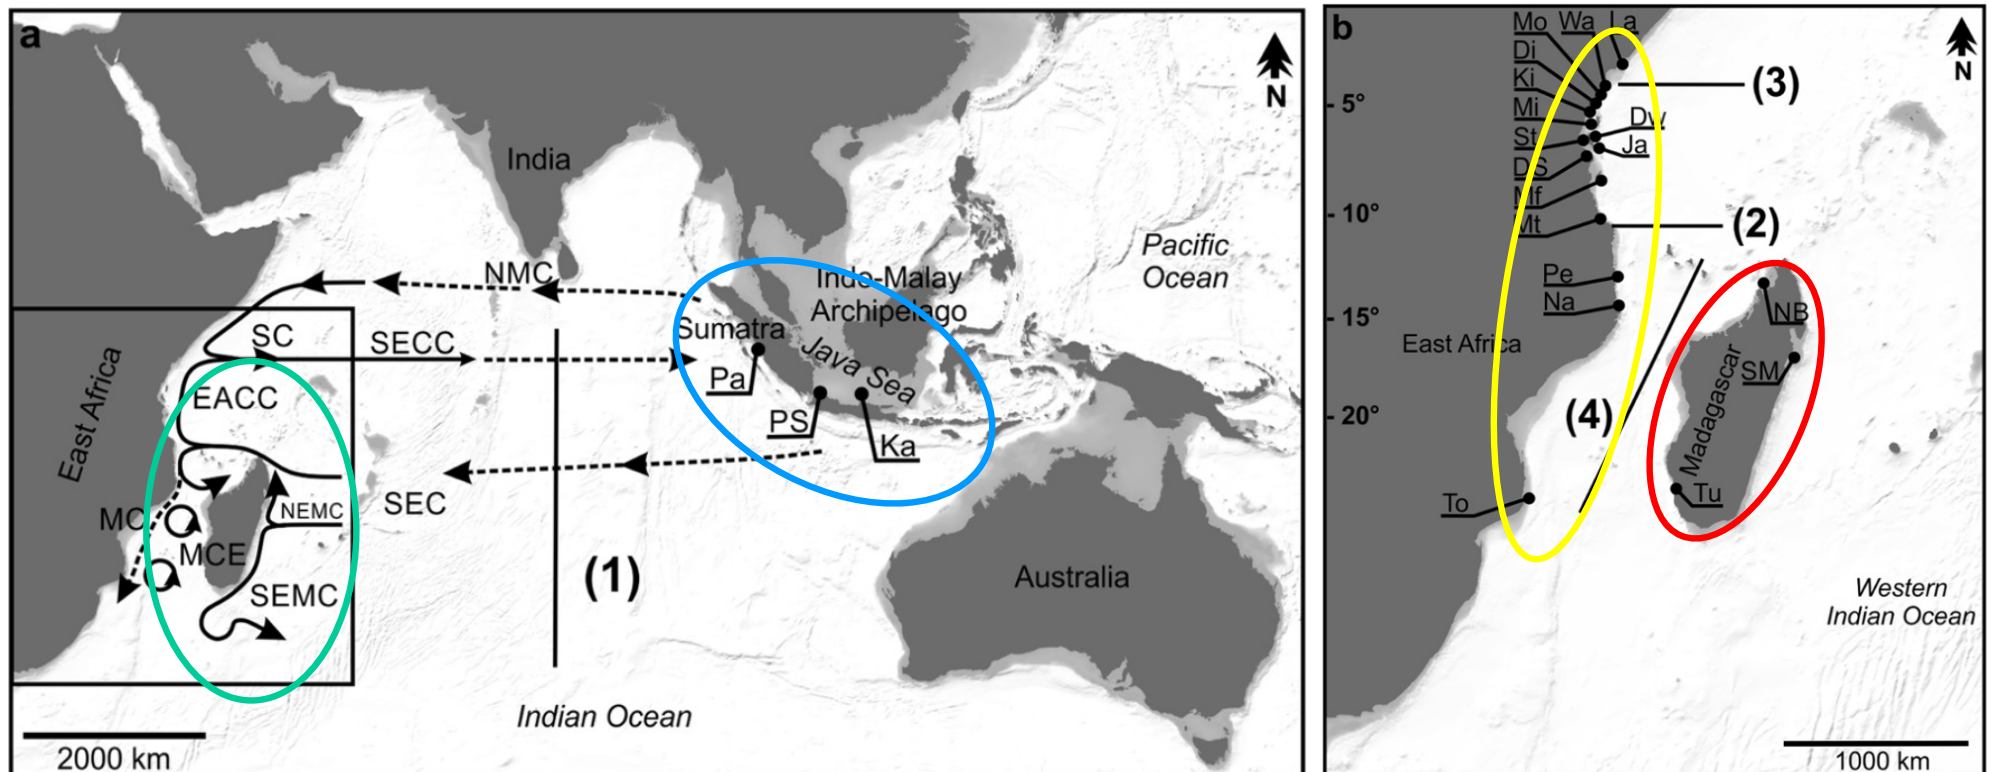 a
N
India
Pacific
Ocean
NMC
Indo-Malay
Archipelago
SC
SECC
Sumatra
Java Sea
Pa
EACC
East Africa
PS
Ka
SEC
NEMC
MC
MCE
(1)
SEMC
Australia
Indian Ocean
2000 km
b
Mo
Wa
La
N
Di
Ki
(3)
5°
Mi
Dw
St
Ja
DS
Mf
10°
Mt
(2)
Pe
Na
15°
NB
East Africa
SM
Madagascar
20°
(4)
To
Tu
Western
Indian Ocean
1000 km